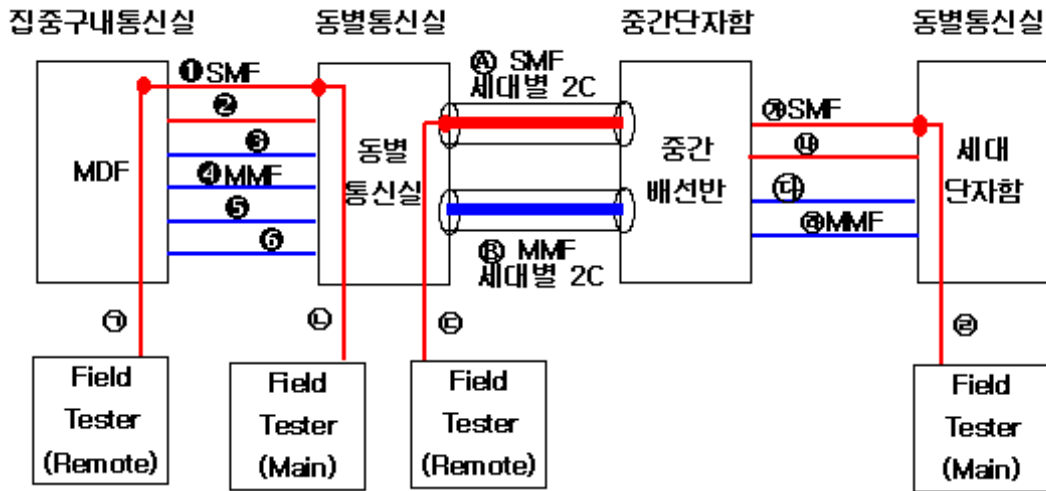 집중구내통신실
동별통신실
중간단자함
동별통신실
❶SMF
❷
❸
❹MMF
❺
⑥
MDF
동별
통신실
Ⓐ SMF
세대별 2C
Ⓑ MMF
세대별 2C
중간
배선반
㉮SMF
㉯
㉰
㉱MMF
세대
단자함
㉠
㉡
㉢
㉣
Field
Tester
(Remote)
Field
Tester
(Main)
Field
Tester
(Remote)
Field
Tester
(Main)